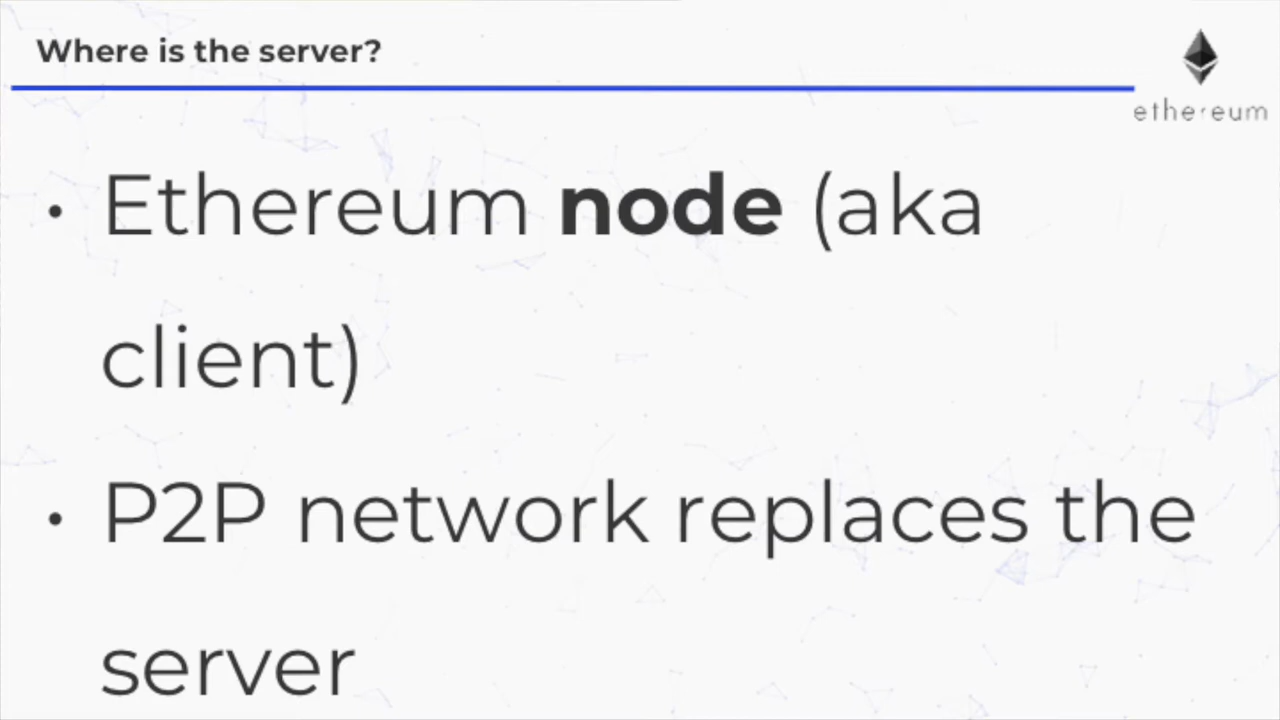 Where is the server?
ethereum
• Ethereum node (aka
client)
• P2P network replaces the
server